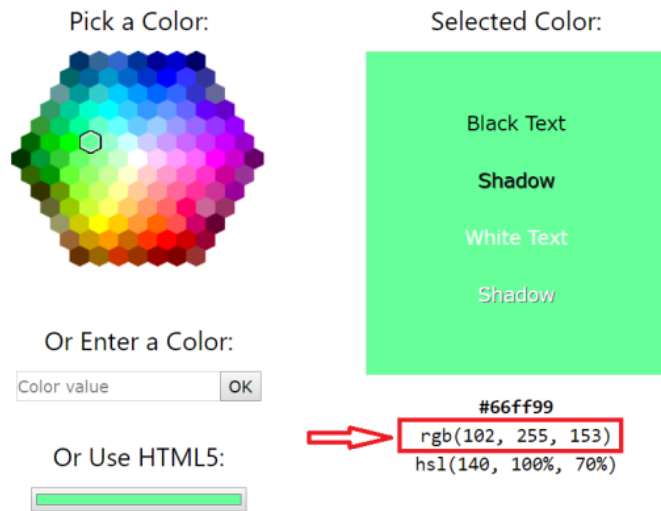 Pick a Color:
Or Enter a Color:
Color value
OK
Or Use HTML5:
Selected Color:
Black Text
Shadow
White Text
Shadow
#66ff99
rgb(102, 255, 153)
hsl(140, 100%, 70%)